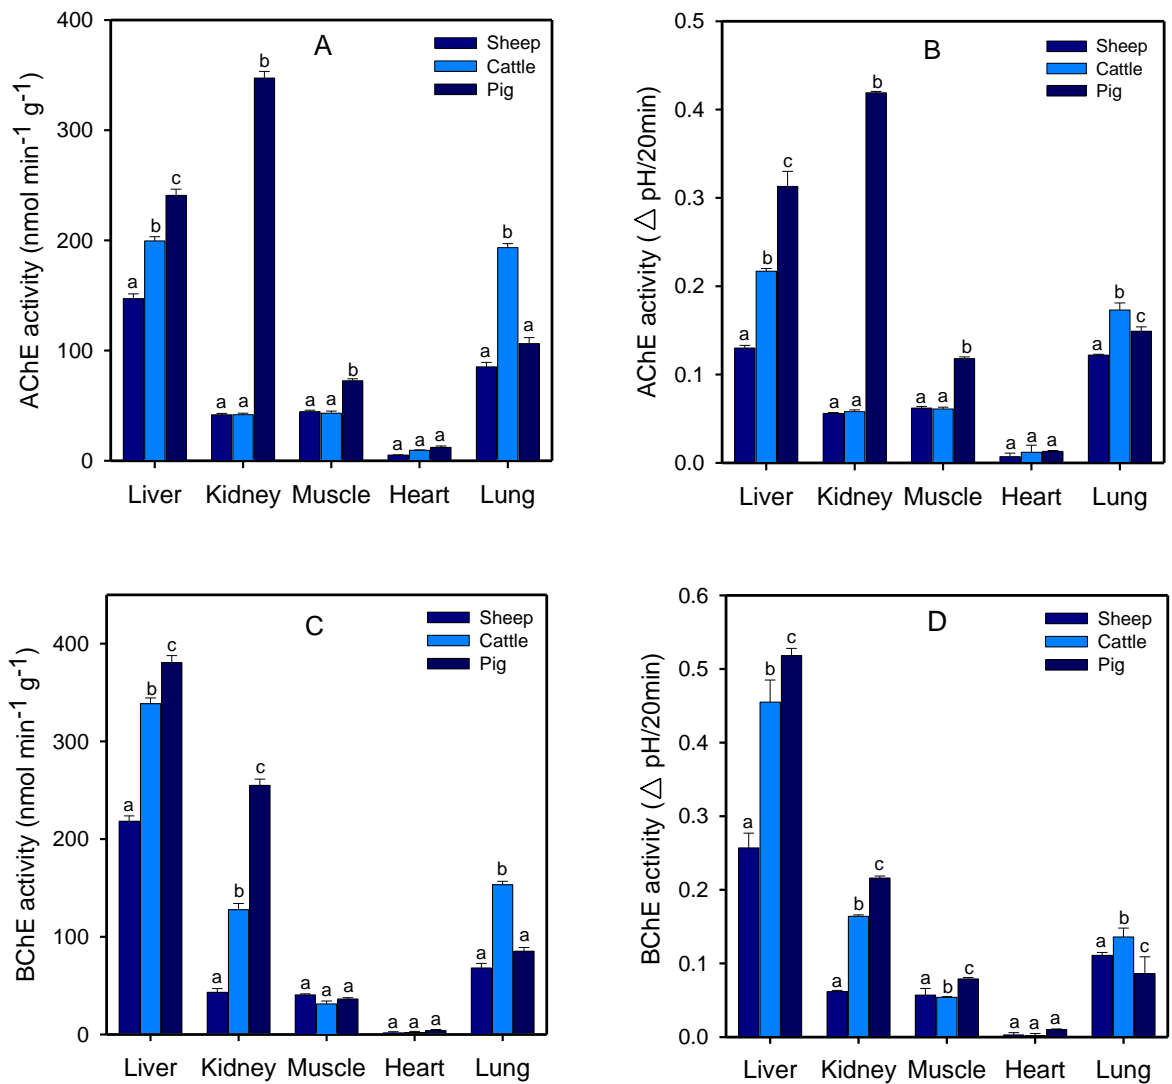 A
Sheep
Cattle
Pig
AChE activity (nmol min-1 g-1)
400
300
200
100
0
a
b
c
a
a
b
a
a
b
a
a
a
a
b
a
Liver Kidney Muscle Heart Lung
B
Sheep
Cattle
Pig
AChE activity (△ pH/20min)
0.5
0.4
0.3
0.2
0.1
0.0
a
b
c
a
a
b
a
a
b
a
a
a
a
b
c
Liver Kidney Muscle Heart Lung
C
Sheep
Cattle
Pig
BChE activity (nmol min-1 g-1)
400
300
200
100
0
a
b
c
a
b
c
a
a
a
a
a
a
a
b
a
Liver Kidney Muscle Heart Lung
D
Sheep
Cattle
Pig
BChE activity (△ pH/20min)
0.6
0.5
0.4
0.3
0.2
0.1
0.0
a
b
c
a
b
c
a
b
c
a
a
a
a
b
c
Liver Kidney Muscle Heart Lung